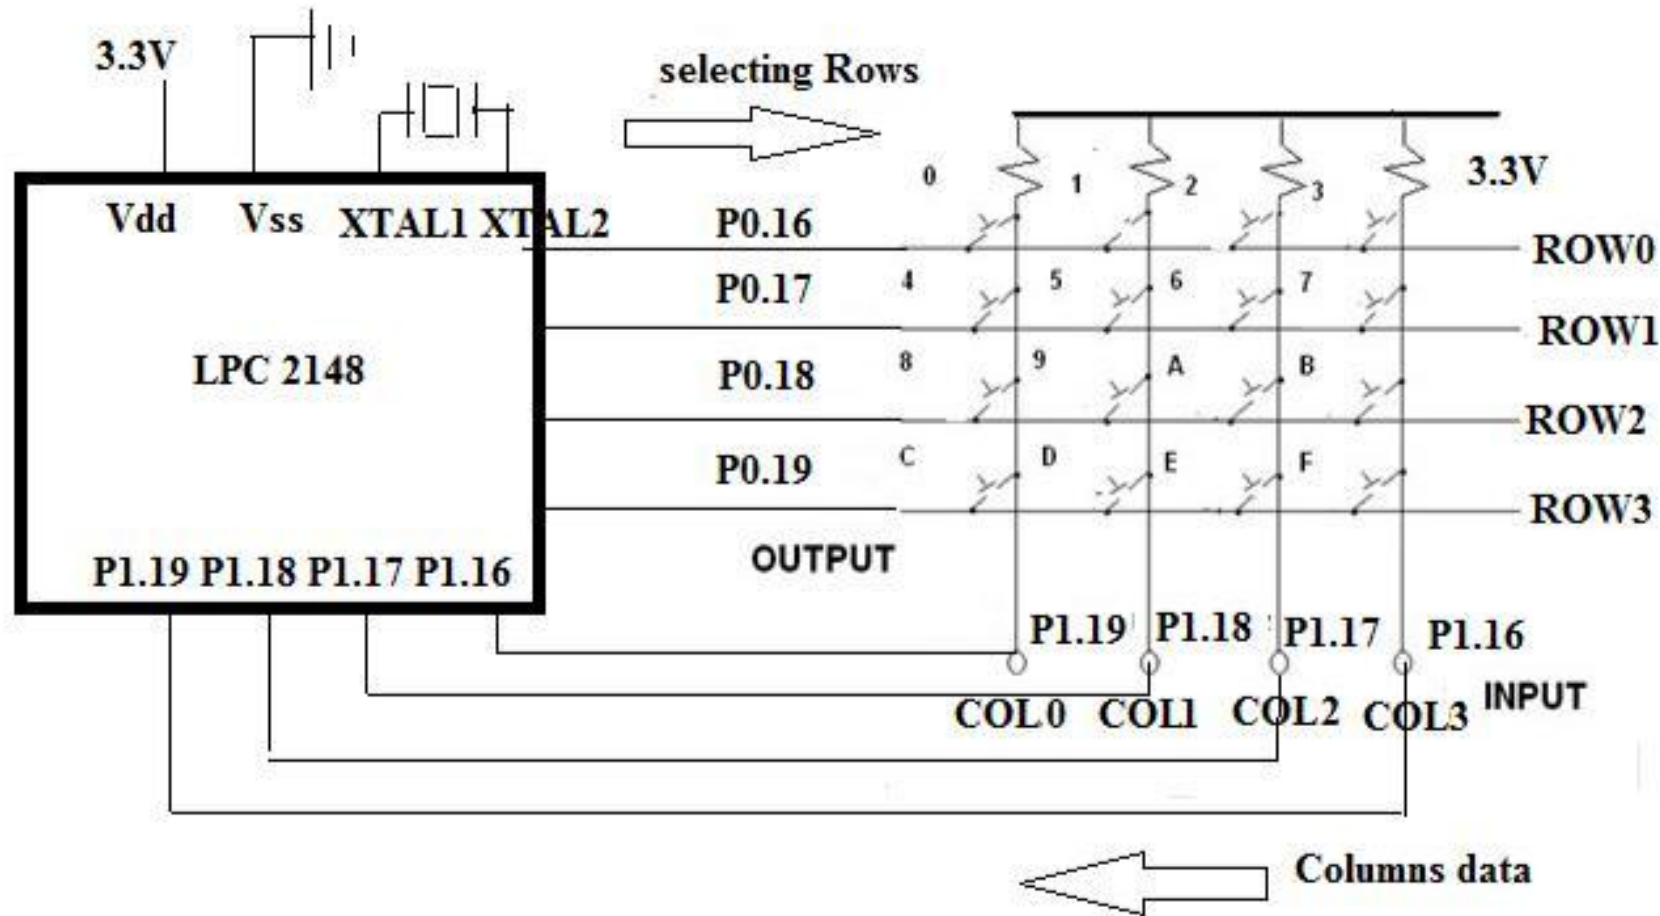 3.3V
selecting Rows
3.3V
Vdd Vss XTAL1 XTAL2
LPC 2148
P0.16
P0.17
P0.18
P0.19
0 1 2 3
4 5 6 7
8 9 A B
C D E F
ROW0
ROW1
ROW2
ROW3
OUTPUT
P1.19 P1.18 P1.17 P1.16
P1.19 P1.18 P1.17 P1.16
INPUT
COL0 COL1 COL2 COL3
Columns data